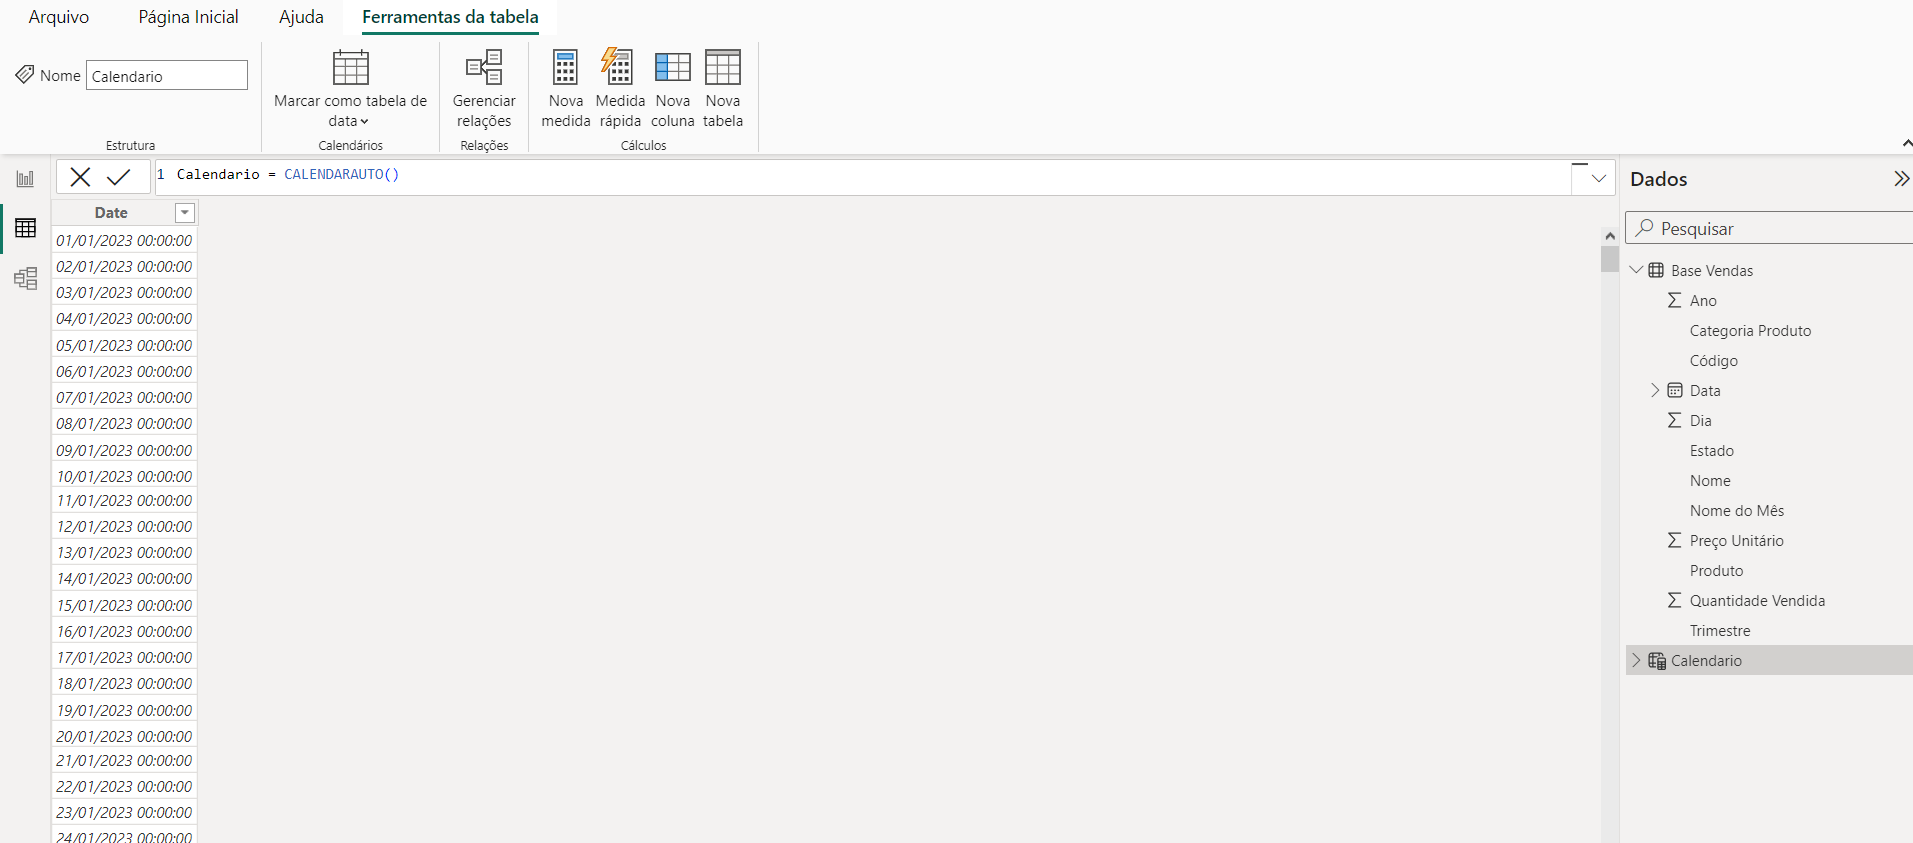 Arquivo Página Inicial Ajuda Ferramentas da tabela
Nome Calendario
Marcar como tabela de
data
Gerenciar
relações
Nova
medida
Medida
rápida
Nova
coluna
Nova
tabela
Estrutura Calendários Relações Cálculos
1 Calendario = CALENDARAUTO()
Date
01/01/2023 00:00:00
02/01/2023 00:00:00
03/01/2023 00:00:00
04/01/2023 00:00:00
05/01/2023 00:00:00
06/01/2023 00:00:00
07/01/2023 00:00:00
08/01/2023 00:00:00
09/01/2023 00:00:00
10/01/2023 00:00:00
11/01/2023 00:00:00
12/01/2023 00:00:00
13/01/2023 00:00:00
14/01/2023 00:00:00
15/01/2023 00:00:00
16/01/2023 00:00:00
17/01/2023 00:00:00
18/01/2023 00:00:00
19/01/2023 00:00:00
20/01/2023 00:00:00
21/01/2023 00:00:00
22/01/2023 00:00:00
23/01/2023 00:00:00
24/01/2023 00:00:00
Dados
Pesquisar
Base Vendas
Ano
Categoria Produto
Código
Data
Dia
Estado
Nome
Nome do Mês
Preço Unitário
Produto
Quantidade Vendida
Trimestre
Calendario